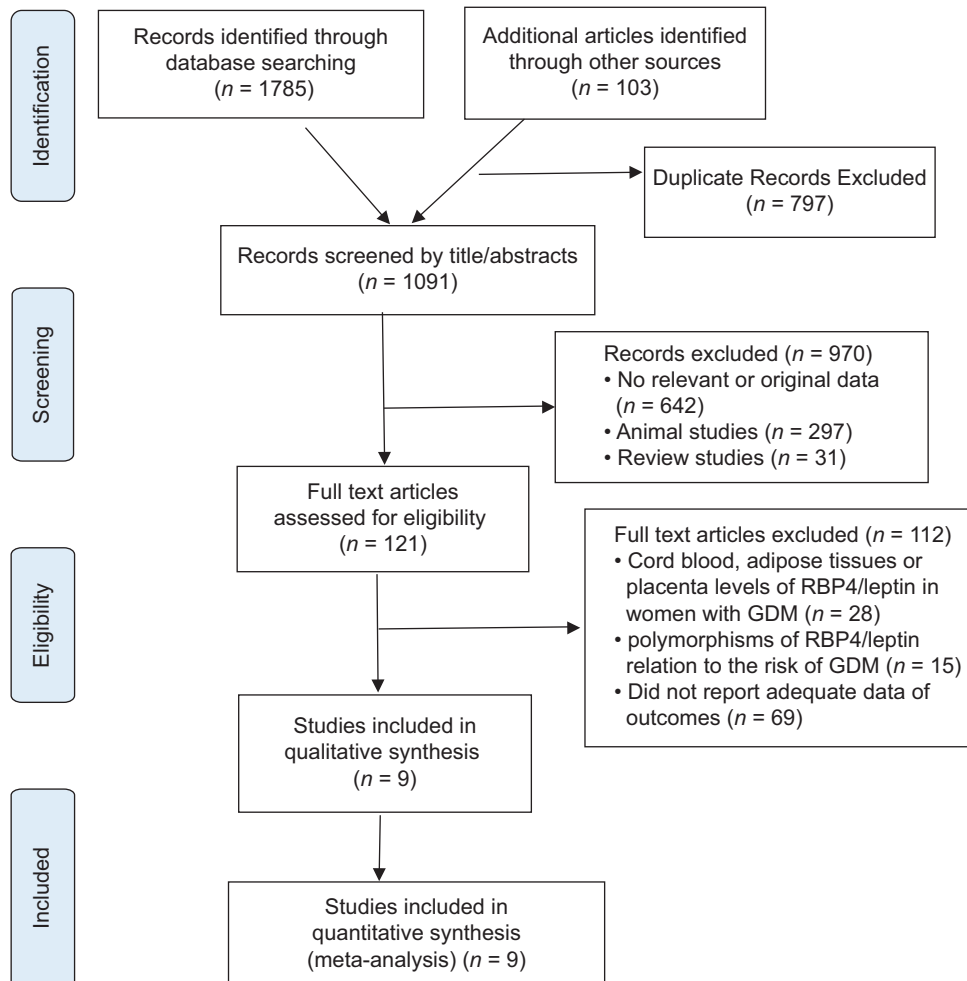 Identification
Records identified through
database searching
(n = 1785)
Additional articles identified
through other sources
(n = 103)
Duplicate Records Excluded
(n = 797)
Records screened by title/abstracts
(n = 1091)
Screening
Records excluded (n = 970)
• No relevant or original data
(n = 642)
• Animal studies (n = 297)
• Review studies (n = 31)
Full text articles
assessed for eligibility
(n = 121)
Eligibility
Full text articles excluded (n = 112)
• Cord blood, adipose tissues or
placenta levels of RBP4/leptin in
women with GDM (n = 28)
• polymorphisms of RBP4/leptin
relation to the risk of GDM (n = 15)
• Did not report adequate data of
outcomes (n = 69)
Studies included in
qualitative synthesis
(n = 9)
Included
Studies included in
quantitative synthesis
(meta-analysis) (n = 9)